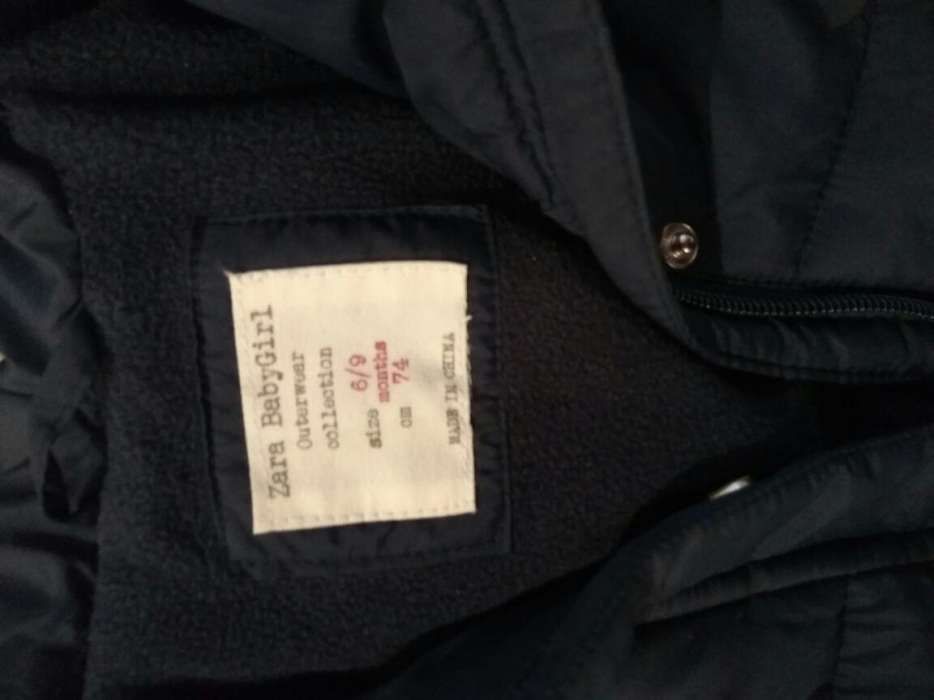 Zara BabyGirl
Outerwear
collection
size 6/9
months
cm 74
MADE IN CHINA